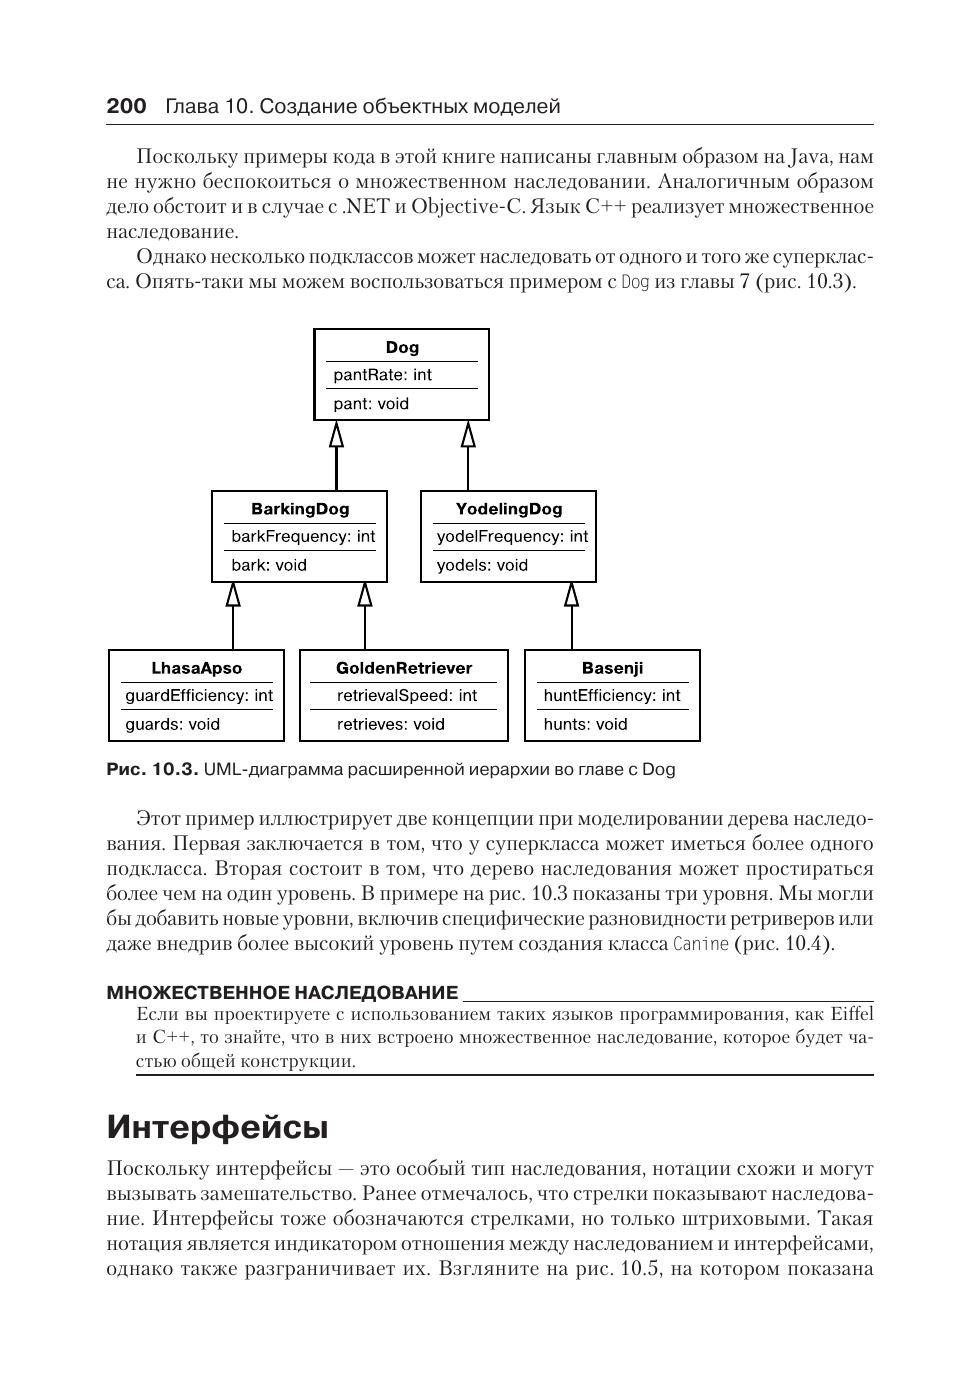 200 Глава 10. Создание объектных моделей
Поскольку примеры кода в этой книге написаны главным образом на Java, нам
не нужно беспокоиться о множественном наследовании. Аналогичным образом
дело обстоит и в случае с .NET и Objective-C. Язык C++ реализует множественное
наследование.
Однако несколько подклассов может наследовать от одного и того же суперклас-
са. Опять-таки мы можем воспользоваться примером с Dog из главы 7 (рис. 10.3).
Dog
pantRate: int
pant: void
BarkingDog
barkFrequency: int
bark: void
YodelingDog
yodelFrequency: int
yodels: void
LhasaApso
guardEfficiency: int
guards: void
GoldenRetriever
retrievalSpeed: int
retrieves: void
Basenji
huntEfficiency: int
hunts: void
Рис. 10.3. UML-диаграмма расширенной иерархии во главе с Dog
Этот пример иллюстрирует две концепции при моделировании дерева наследо-
вания. Первая заключается в том, что у суперкласса может иметься более одного
подкласса. Вторая состоит в том, что дерево наследования может простираться
более чем на один уровень. В примере на рис. 10.3 показаны три уровня. Мы могли
бы добавить новые уровни, включив специфические разновидности ретриверов или
даже внедрив более высокий уровень путем создания класса Canine (рис. 10.4).
МНОЖЕСТВЕННОЕ НАСЛЕДОВАНИЕ
Если вы проектируете с использованием таких языков программирования, как Eiffel
и C++, то знайте, что в них встроено множественное наследование, которое будет ча-
стью общей конструкции.
Интерфейсы
Поскольку интерфейсы — это особый тип наследования, нотации схожи и могут
вызывать замешательство. Ранее отмечалось, что стрелки показывают наследова-
ние. Интерфейсы тоже обозначаются стрелками, но только штриховыми. Такая
нотация является индикатором отношения между наследованием и интерфейсами,
однако также разграничивает их. Взгляните на рис. 10.5, на котором показана